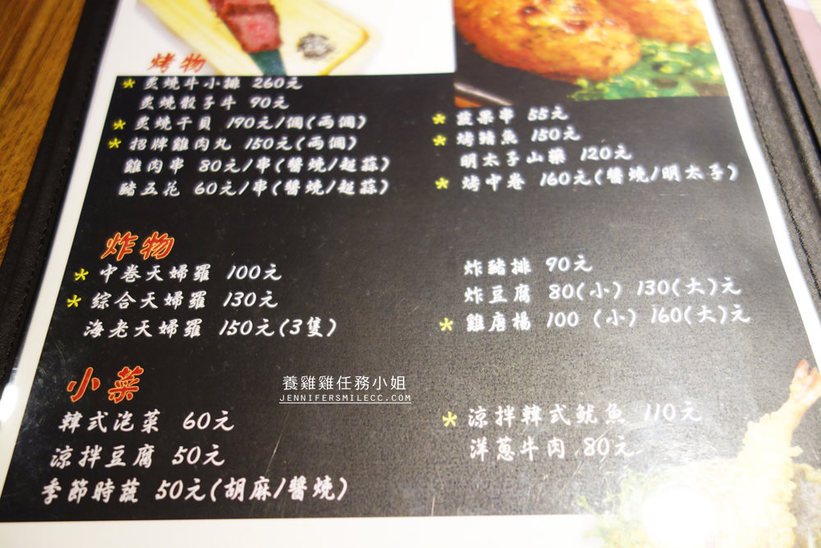 烤物
* 炙燒牛小排 260元
炙燒骰子牛 90元
* 炙燒干貝 190元/個(兩個)
* 招牌雞肉丸 150元(兩個)
雞肉串 80元/串(醬燒/起蒜)
豬五花 60元/串(醬燒/起蒜)
* 蔬果串 55元
* 烤鯖魚 150元
明太子山藥 120元
* 烤中卷 160元(醬燒/明太子)
炸物
* 中卷天婦羅 100元
* 綜合天婦羅 130元
海老天婦羅 150元(3隻)
炸豬排 90元
炸豆腐 80(小) 130(大)元
* 雞唐楊 100 (小) 160(大)元
小菜
韓式泡菜 60元
涼拌豆腐 50元
季節時蔬 50元(胡麻/醬燒)
* 涼拌韓式魷魚 110元
洋蔥牛肉 80元
養雞雞任務小姐
JENNIFERSMILECC.COM